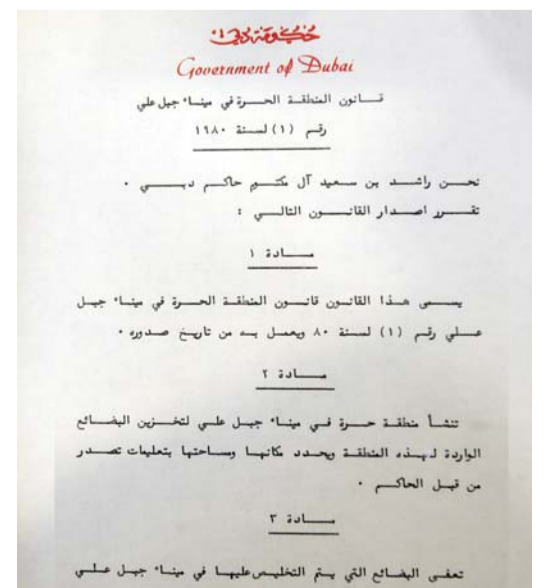 حكومة دبي
Government of Dubai
قانون المنطقة الحرة في ميناء جبل علي
رقم (١) لسنة ١٩٨٠
نحن راشد بن سعيد آل مكتوم حاكم دبي .
تقرر اصدار القانون التالي :
مادة ١
يسمى هذا القانون قانون المنطقة الحرة في ميناء جبل
علي رقم (١) لسنة ٨٠ ويعمل به من تاريخ صدوره .
مادة ٢
تنشأ منطقة حرة في ميناء جبل علي لتخزين البضائع
الواردة لهذه المنطقة ويحدد مكانها ومساحتها بتعليمات تصدر
من قبل الحاكم .
مادة ٣
تعفى البضائع التي يتم التخليص عليها في ميناء جبل علي